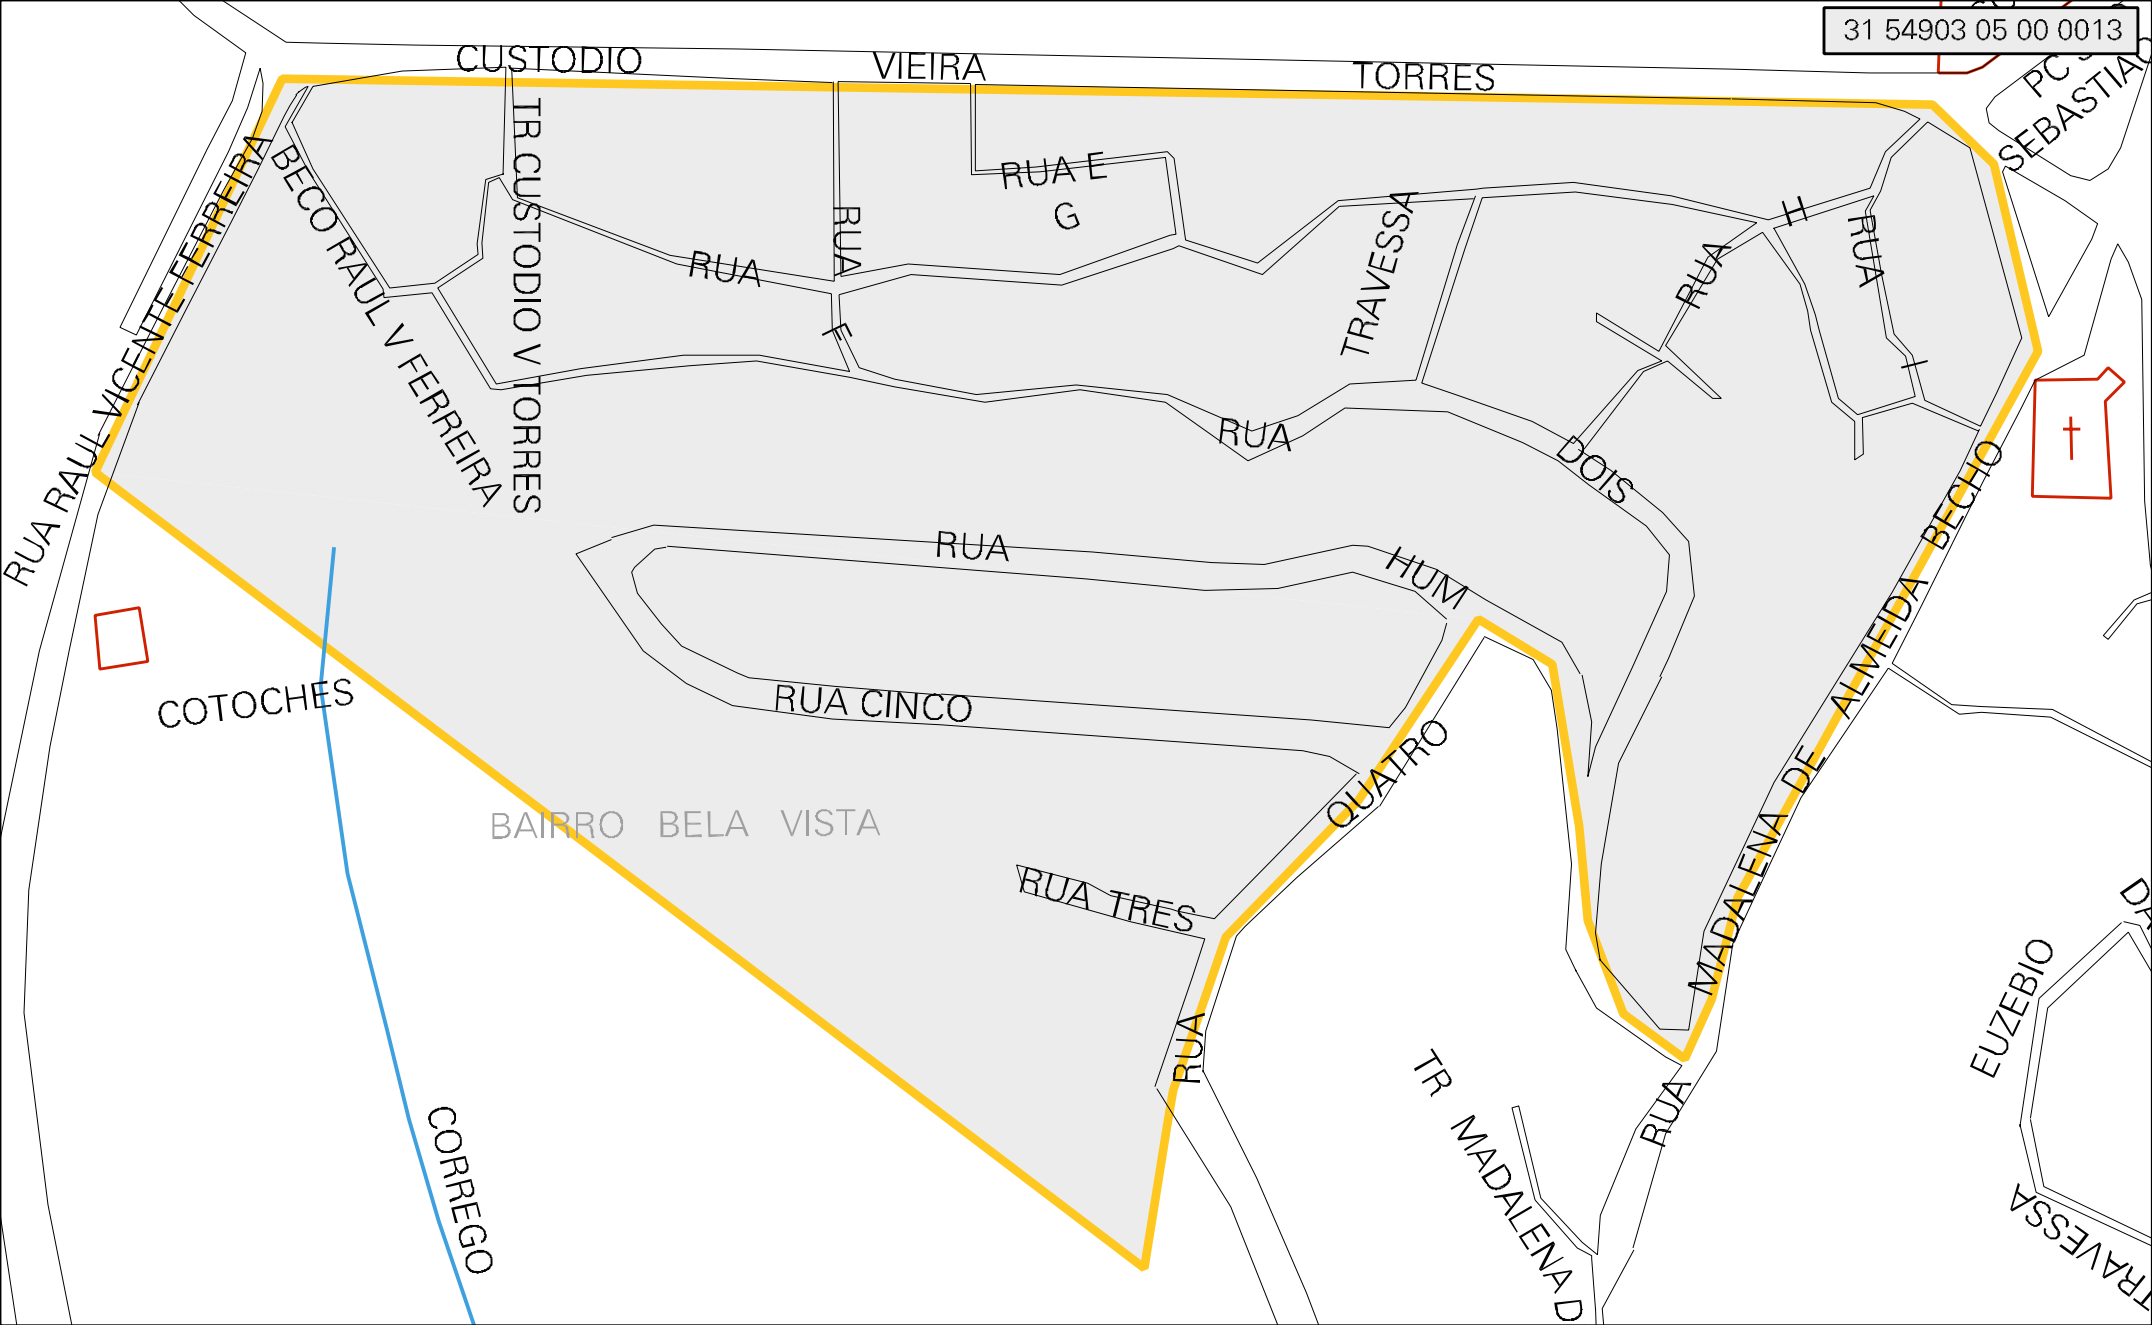 31 54903 05 00 0013
CUSTODIO VIEIRA TORRES
PC S
SEBASTIAO
RUA RAUL VICENTE FERREIRA
BECO RAUL V FERREIRA
TR CUSTODIO V TORRES
RUA E
G
RUA
RUA
F
TRAVESSA
H
RUA
RUA
I
RUA DOIS
RUA HUM
RUA CINCO
COTOCHES
BAIRRO BELA VISTA
RUA TRES
RUA QUATRO
RUA MADALENA DE ALMEIDA BECHO
CORREGO
TR MADALENA D
EUZEBIO
TRAVESSA